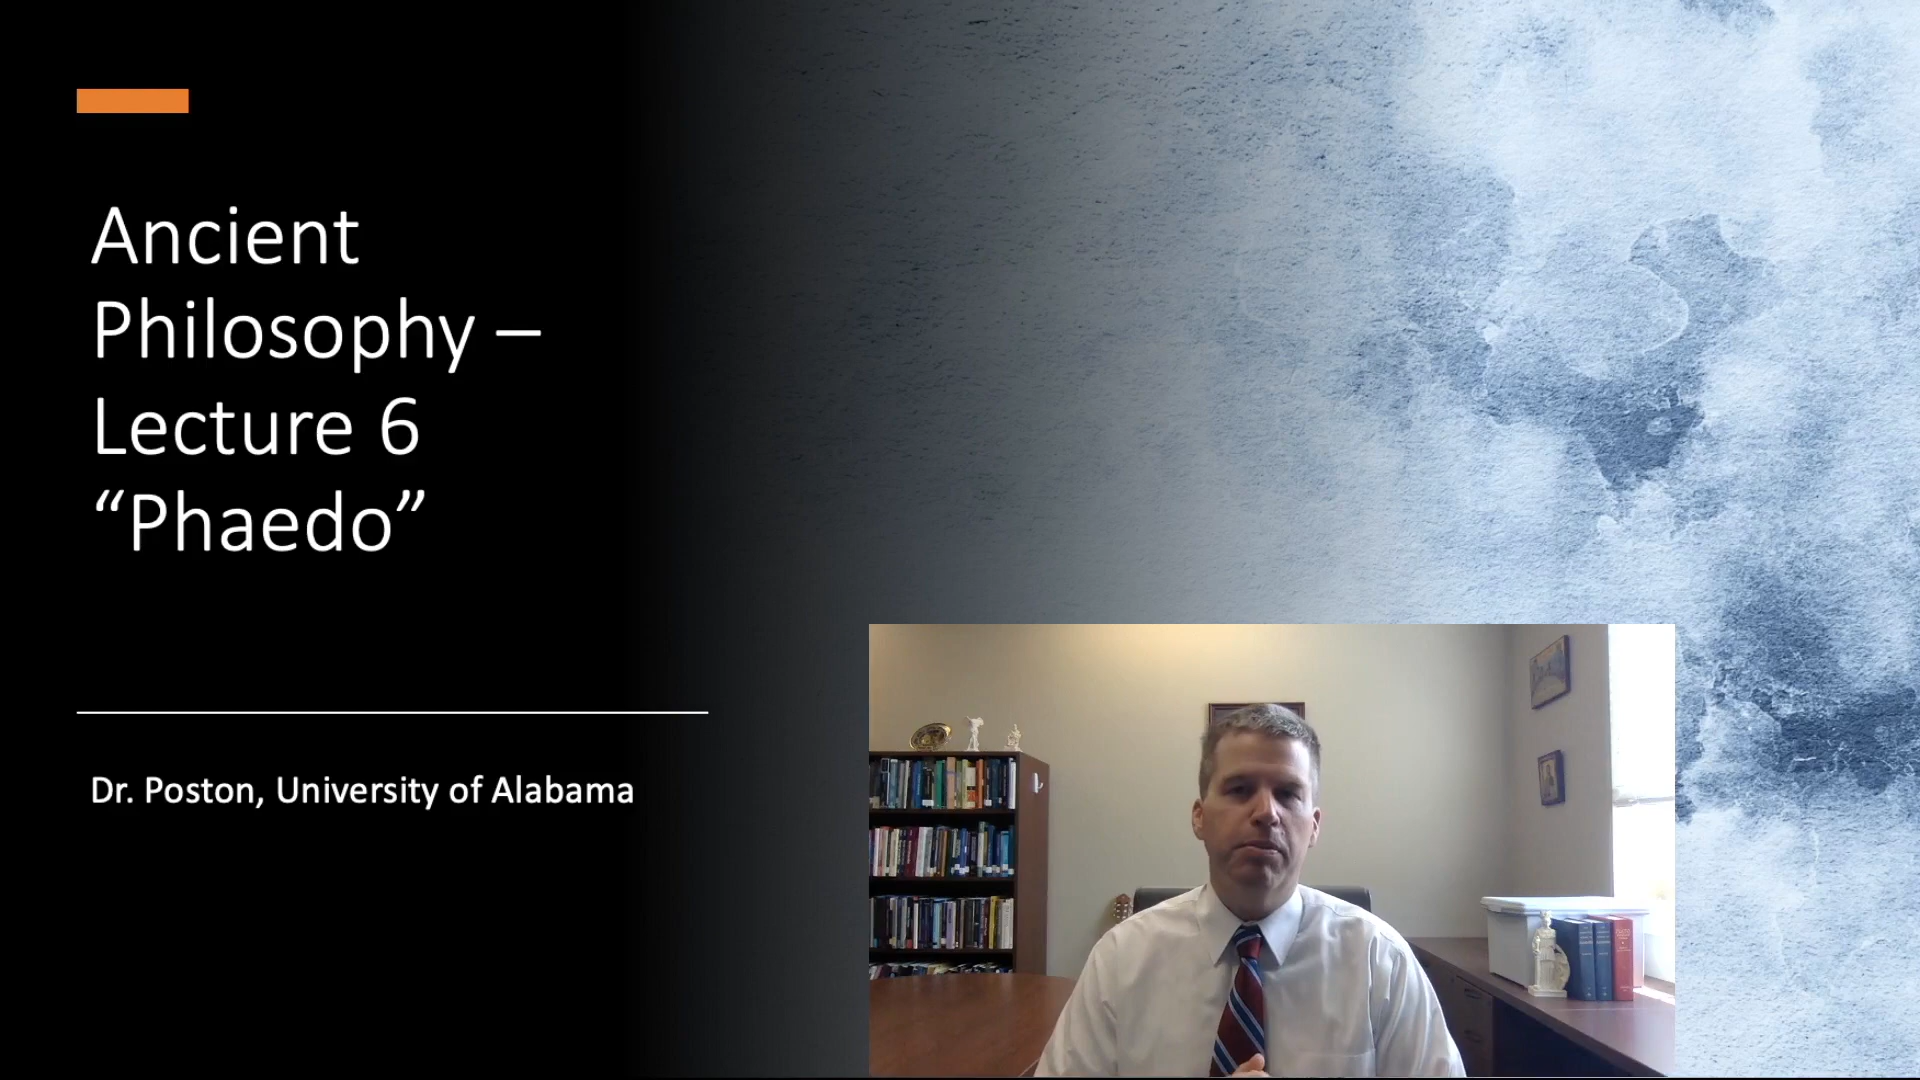 Ancient
Philosophy –
Lecture 6
“Phaedo”
Dr. Poston, University of Alabama